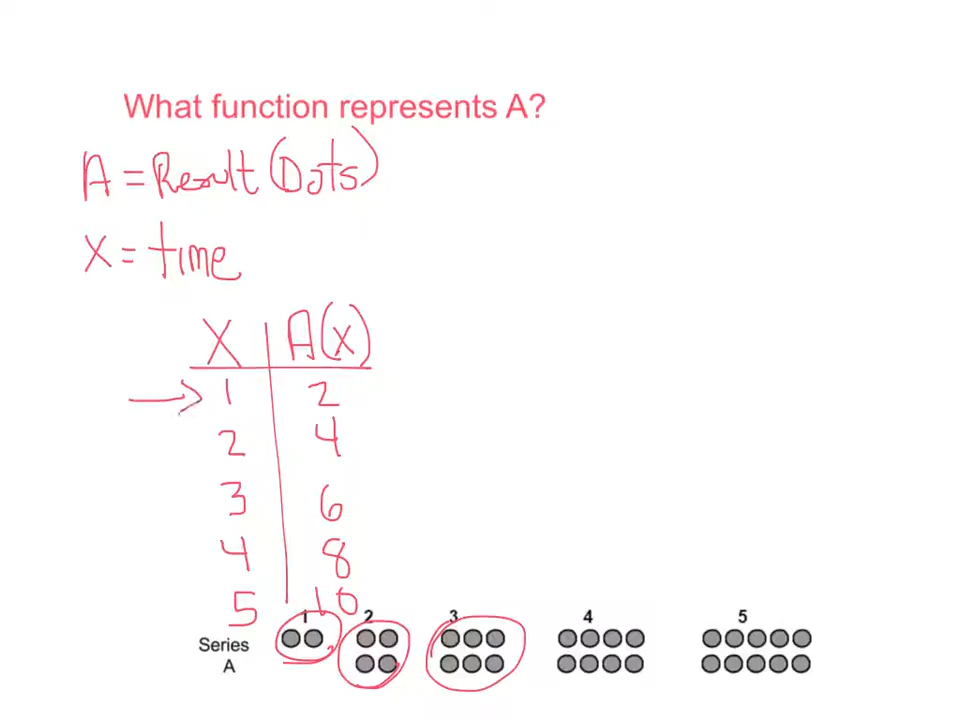 What function represents A?
A = Result (Dots)
X = time
X A(x)
1 2
2 4
3 6
4 8
5 10
1 2 3 4 5
Series
A